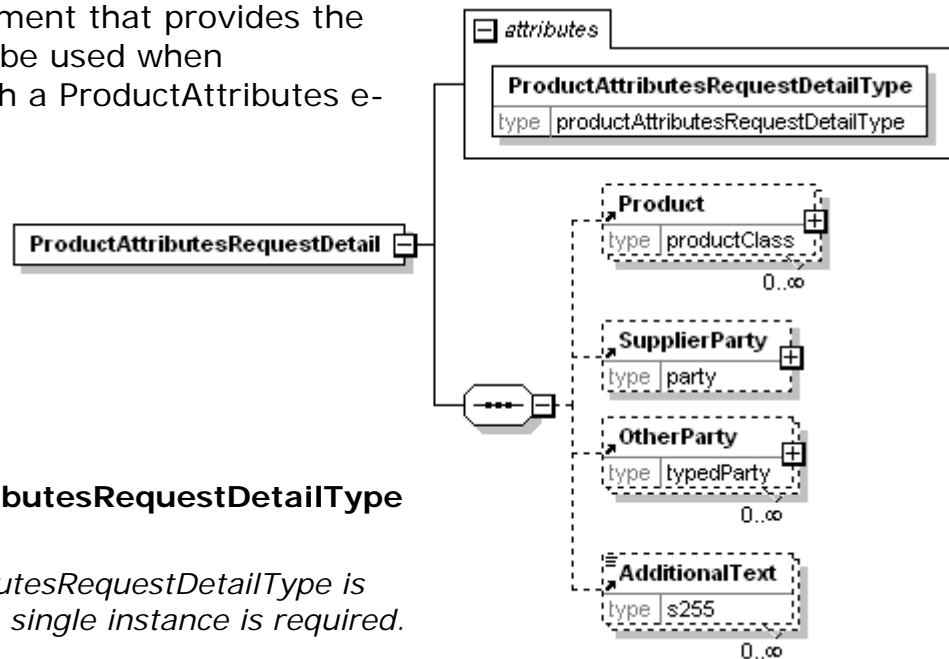 ment that provides the
be used when
h a ProductAttributes e-
attributes
ProductAttributesRequestDetailType
type productAttributesRequestDetailType
ProductAttributesRequestDetail
Product
type productClass
0..∞
SupplierParty
type party
OtherParty
type typedParty
0..∞
AdditionalText
type s255
0..∞
ibutesRequestDetailType
utesRequestDetailType is
single instance is required.